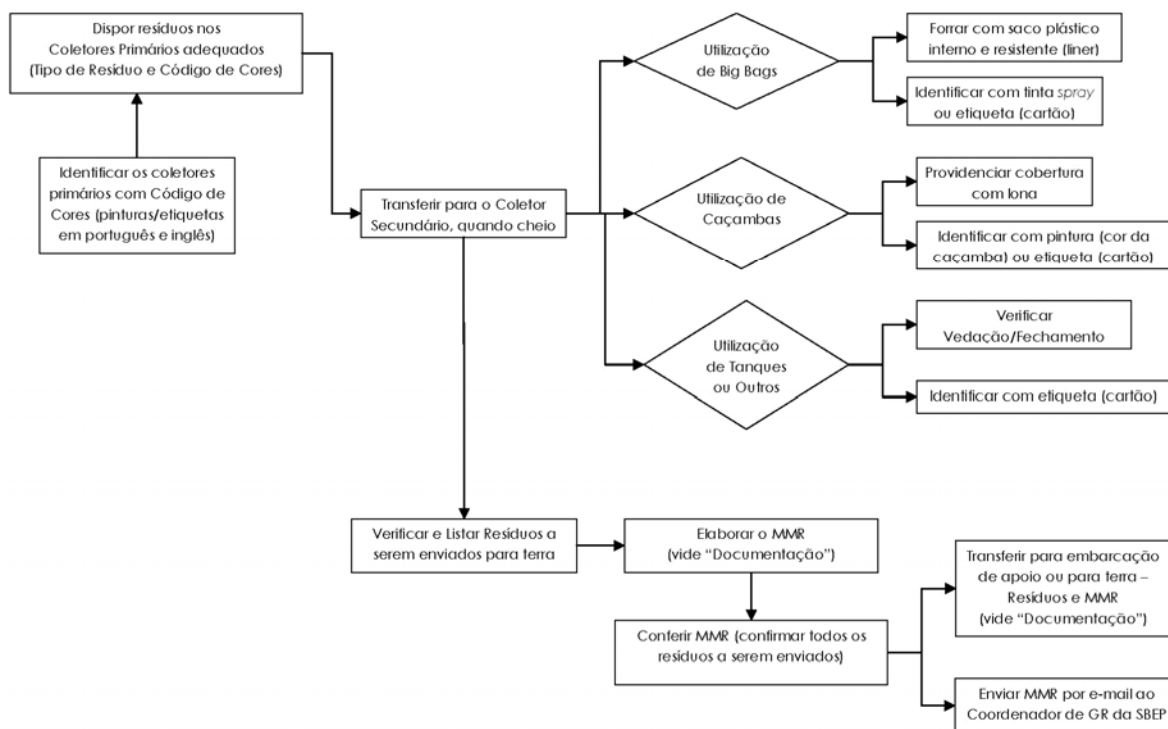 Dispor resíduos nos
Coletores Primários adequados
(Tipo de Resíduo e Código de Cores)
Identificar os coletores
primários com Código de
Cores (pinturas/etiquetas
em português e inglês)
Transferir para o Coletor
Secundário, quando cheio
Utilização
de Big Bags
Forrar com saco plástico
interno e resistente (liner)
Identificar com tinta spray
ou etiqueta (cartão)
Utilização de
Caçambas
Providenciar cobertura
com lona
Identificar com pintura (cor da
caçamba) ou etiqueta (cartão)
Utilização
de Tanques
ou Outros
Verificar
Vedação/Fechamento
Identificar com etiqueta (cartão)
Verificar e Listar Resíduos a
serem enviados para terra
Elaborar o MMR
(vide “Documentação”)
Conferir MMR (confirmar todos os
resíduos a serem enviados)
Transferir para embarcação
de apoio ou para terra –
Resíduos e MMR
(vide “Documentação”)
Enviar MMR por e-mail ao
Coordenador de GR da SBEP